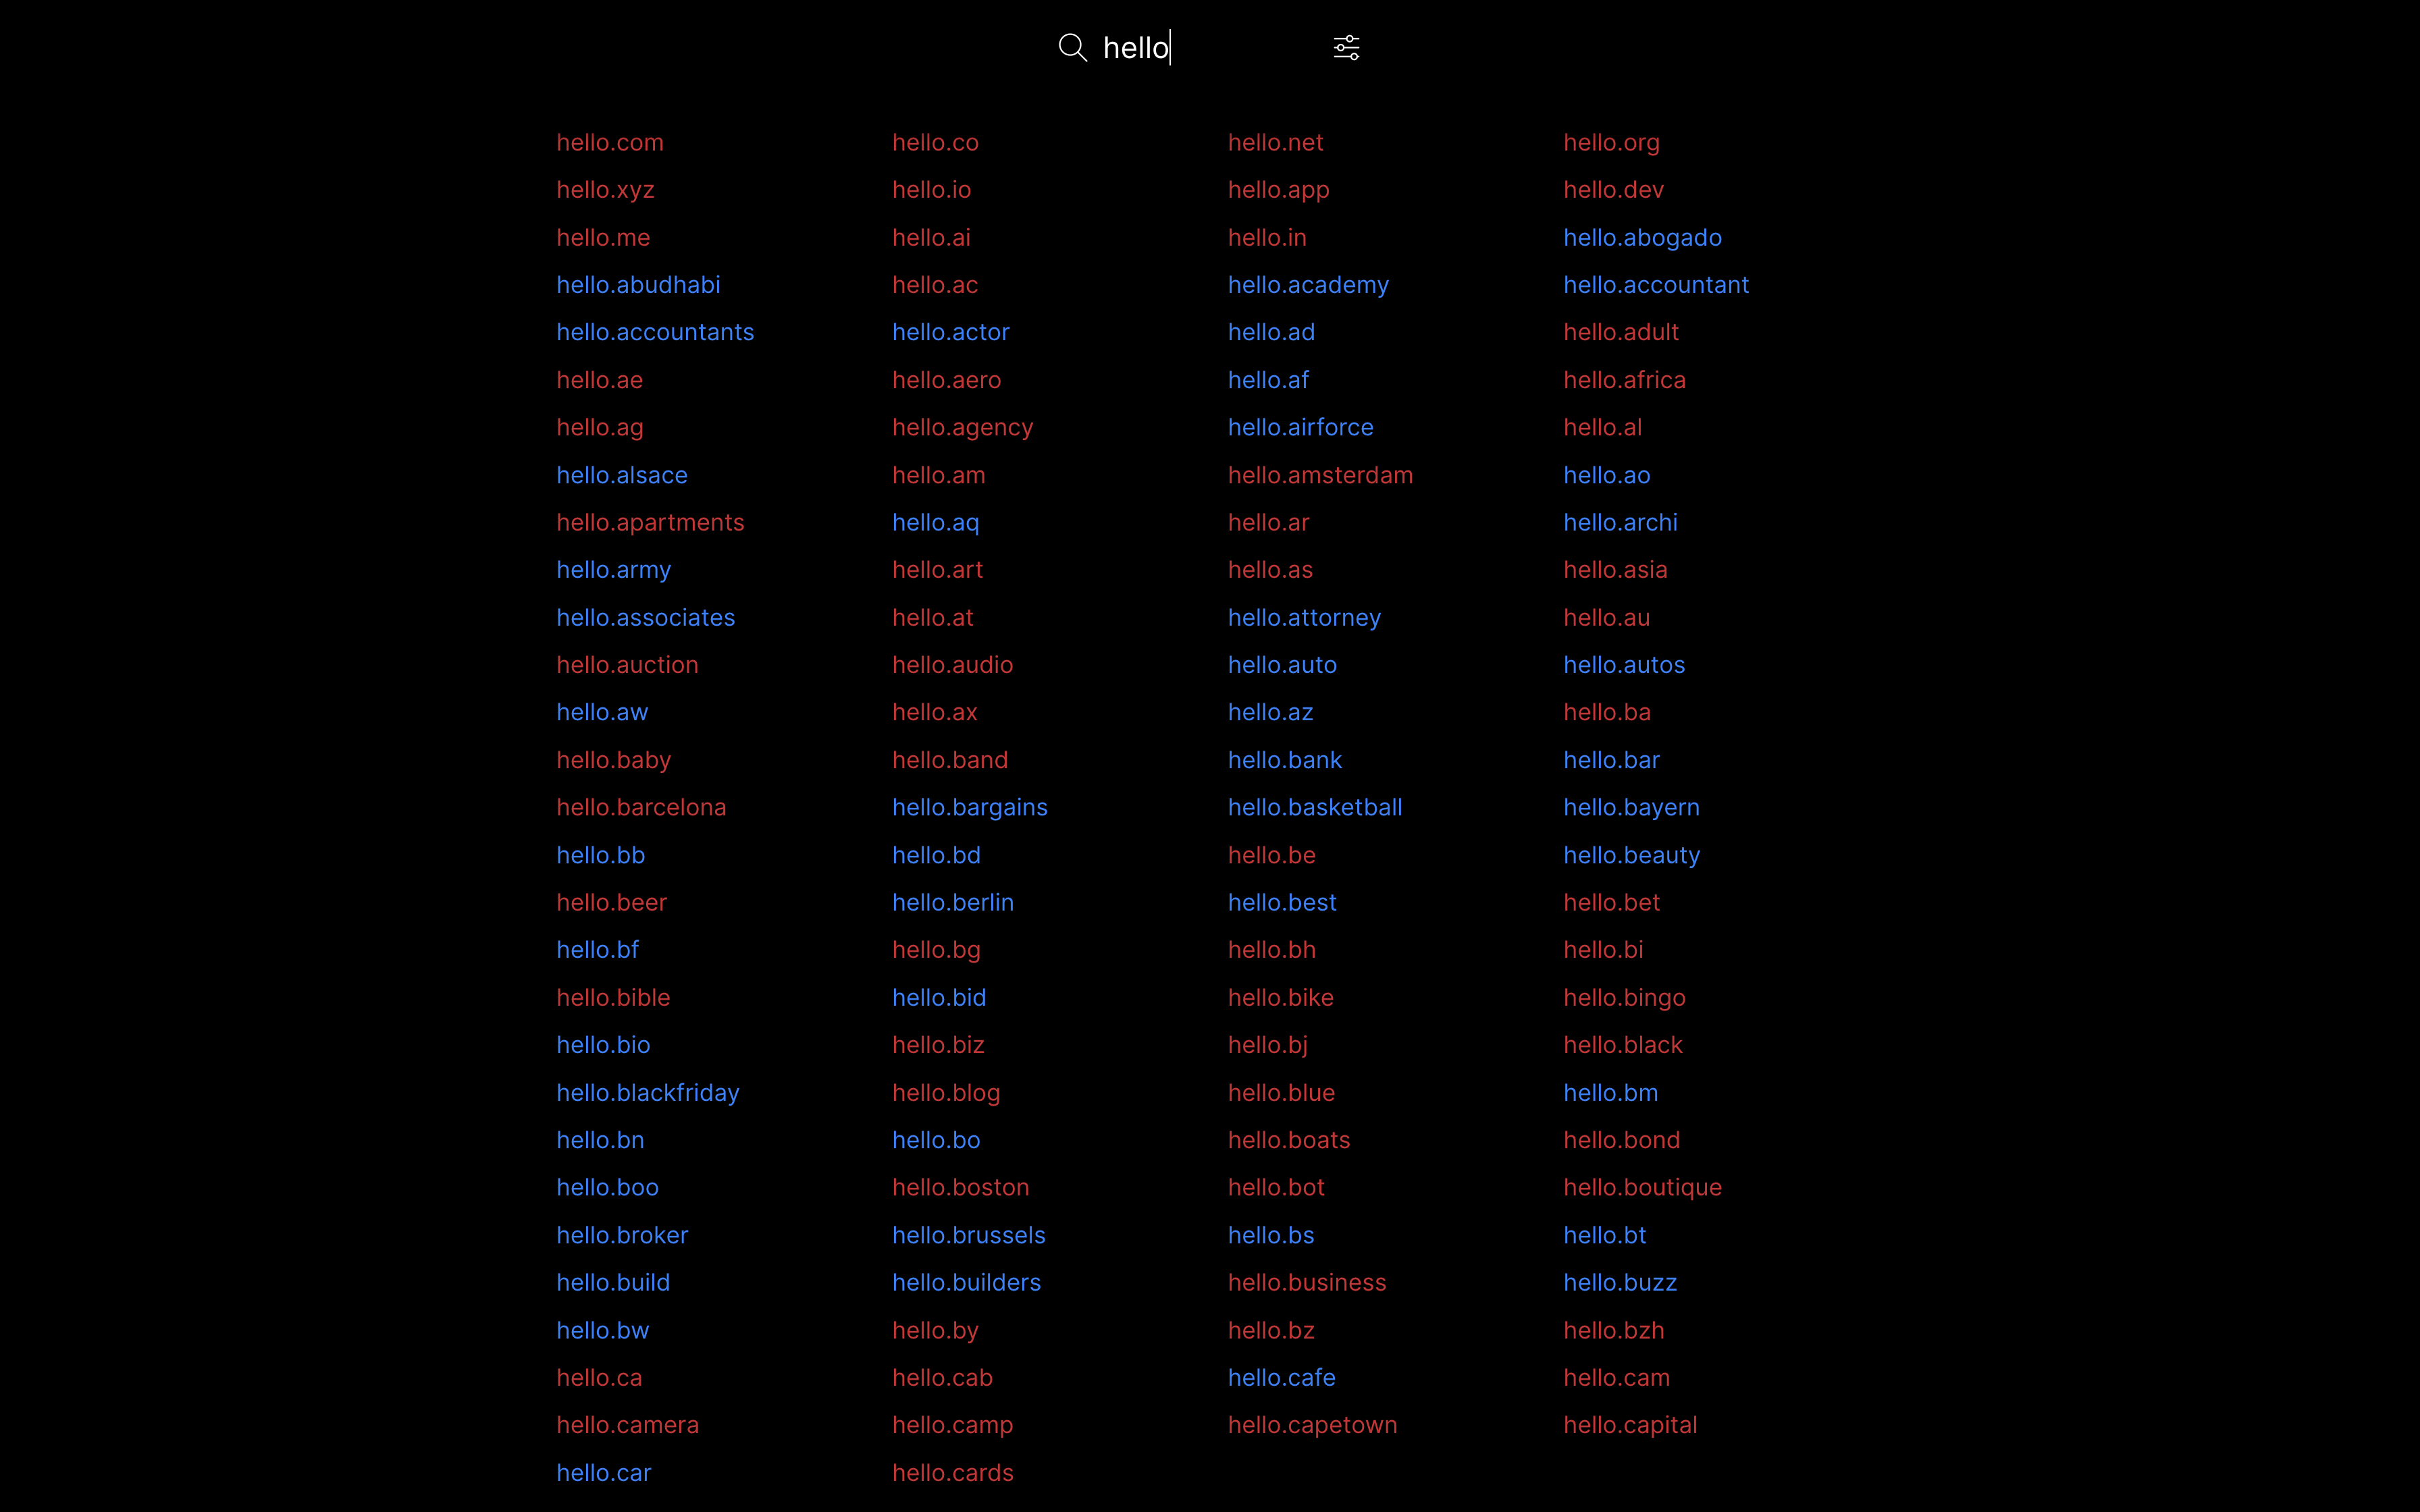 hello
hello.com hello.co hello.net hello.org
hello.xyz hello.io hello.app hello.dev
hello.me hello.ai hello.in hello.abogado
hello.abudhabi hello.ac hello.academy hello.accountant
hello.accountants hello.actor hello.ad hello.adult
hello.ae hello.aero hello.af hello.africa
hello.ag hello.agency hello.airforce hello.al
hello.alsace hello.am hello.amsterdam hello.ao
hello.apartments hello.aq hello.ar hello.archi
hello.army hello.art hello.as hello.asia
hello.associates hello.at hello.attorney hello.au
hello.auction hello.audio hello.auto hello.autos
hello.aw hello.ax hello.az hello.ba
hello.baby hello.band hello.bank hello.bar
hello.barcelona hello.bargains hello.basketball hello.bayern
hello.bb hello.bd hello.be hello.beauty
hello.beer hello.berlin hello.best hello.bet
hello.bf hello.bg hello.bh hello.bi
hello.bible hello.bid hello.bike hello.bingo
hello.bio hello.biz hello.bj hello.black
hello.blackfriday hello.blog hello.blue hello.bm
hello.bn hello.bo hello.boats hello.bond
hello.boo hello.boston hello.bot hello.boutique
hello.broker hello.brussels hello.bs hello.bt
hello.build hello.builders hello.business hello.buzz
hello.bw hello.by hello.bz hello.bzh
hello.ca hello.cab hello.cafe hello.cam
hello.camera hello.camp hello.capetown hello.capital
hello.car hello.cards